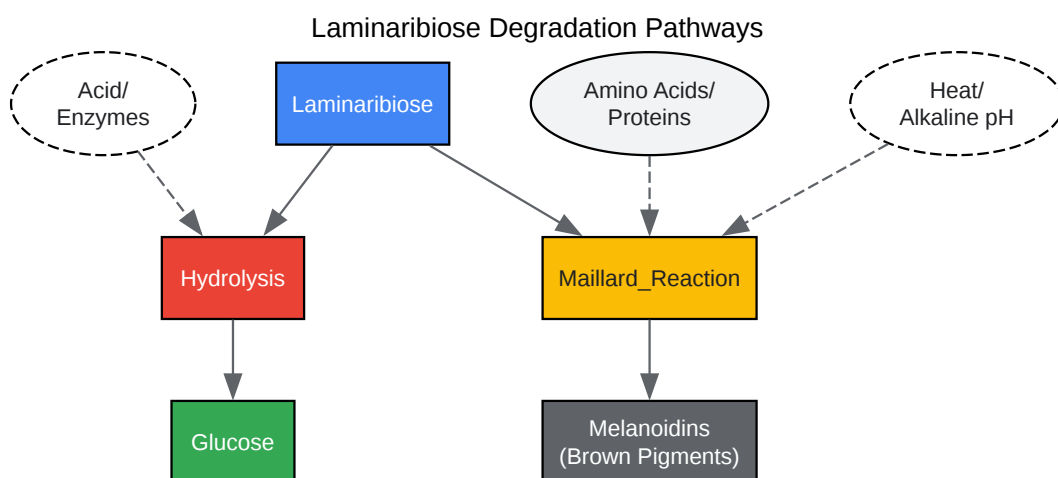 Laminaribiose Degradation Pathways
Acid/
Enzymes
Laminaribiose
Amino Acids/
Proteins
Heat/
Alkaline pH
Hydrolysis
Maillard_Reaction
Glucose
Melanoidins
(Brown Pigments)